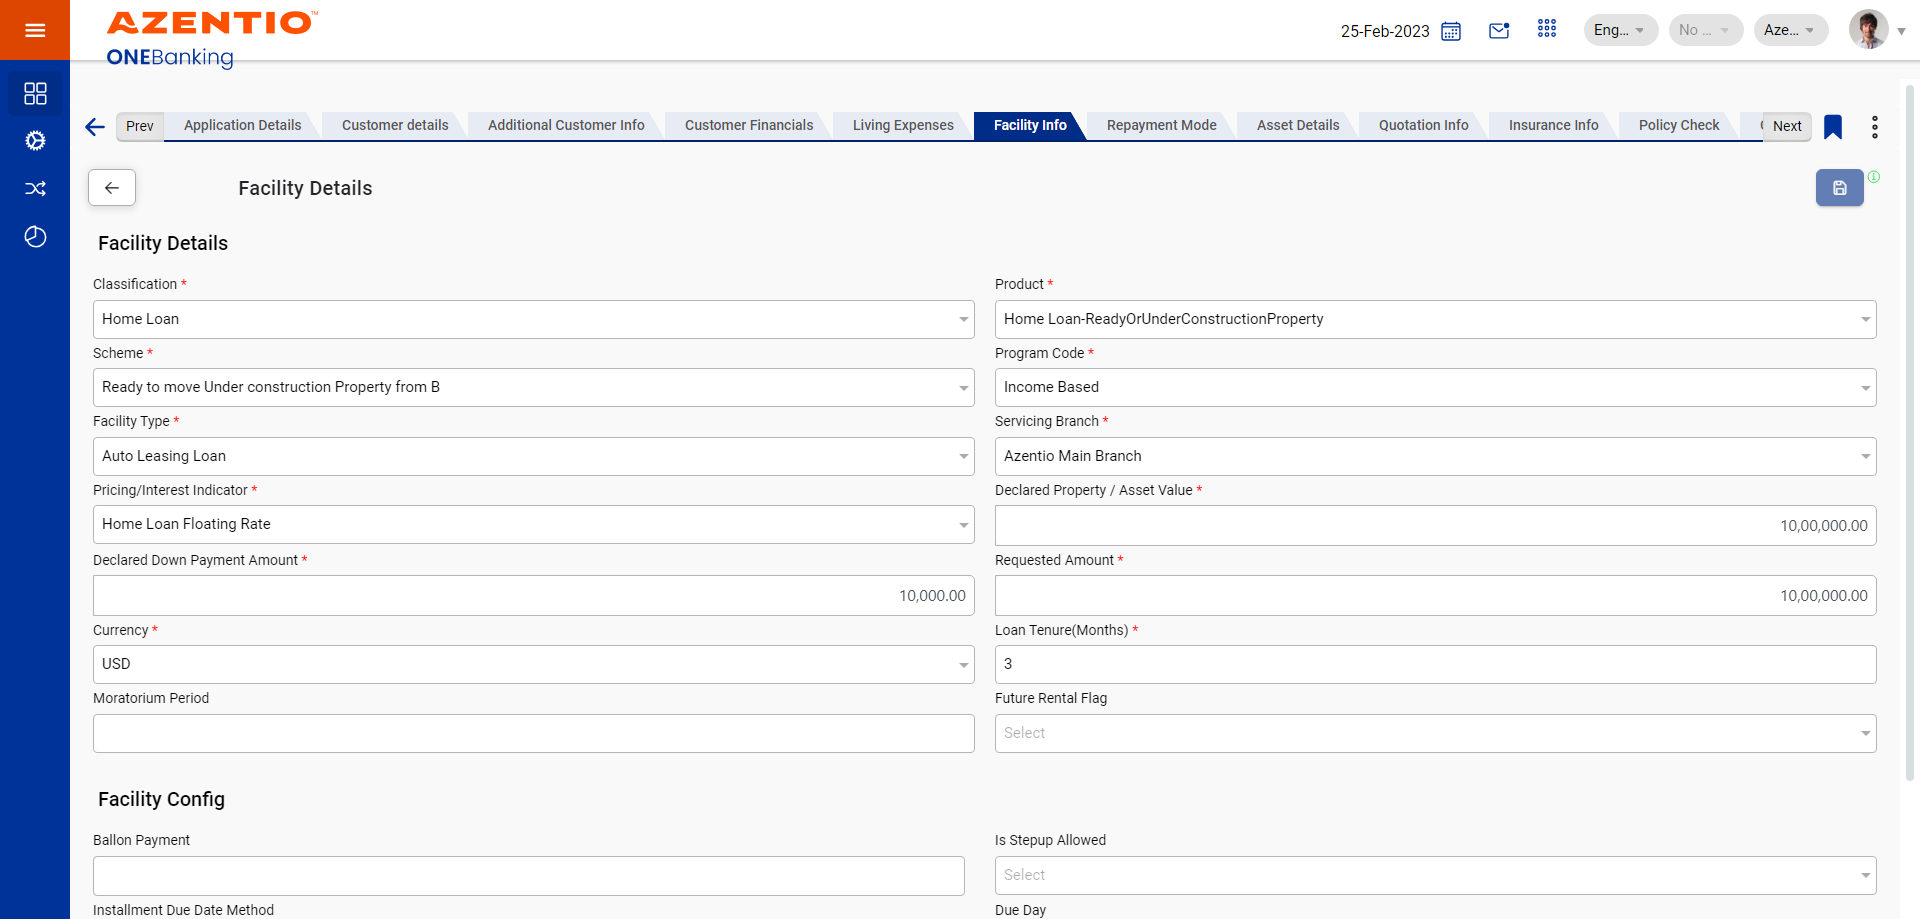 AZENTIO™
ONEBanking
25-Feb-2023
Eng...
No ...
Aze...
Prev
Application Details
Customer details
Additional Customer Info
Customer Financials
Living Expenses
Facility Info
Repayment Mode
Asset Details
Quotation Info
Insurance Info
Policy Check
Next
Facility Details
Facility Details
Classification *
Product *
Home Loan
Home Loan-ReadyOrUnderConstructionProperty
Scheme *
Program Code *
Ready to move Under construction Property from B
Income Based
Facility Type *
Servicing Branch *
Auto Leasing Loan
Azentio Main Branch
Pricing/Interest Indicator *
Declared Property / Asset Value *
Home Loan Floating Rate
10,00,000.00
Declared Down Payment Amount *
Requested Amount *
10,000.00
10,00,000.00
Currency *
Loan Tenure(Months) *
USD
3
Moratorium Period
Future Rental Flag
Select
Facility Config
Ballon Payment
Is Stepup Allowed
Select
Installment Due Date Method
Due Day